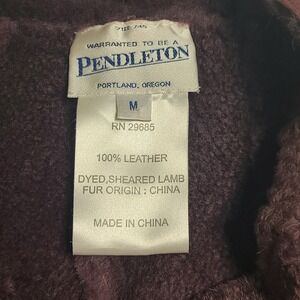 WARRANTED TO BE A
PENDLETON
PORTLAND, OREGON
M
RN 29685
100% LEATHER
DYED,SHEARED LAMB
FUR ORIGIN : CHINA
MADE IN CHINA